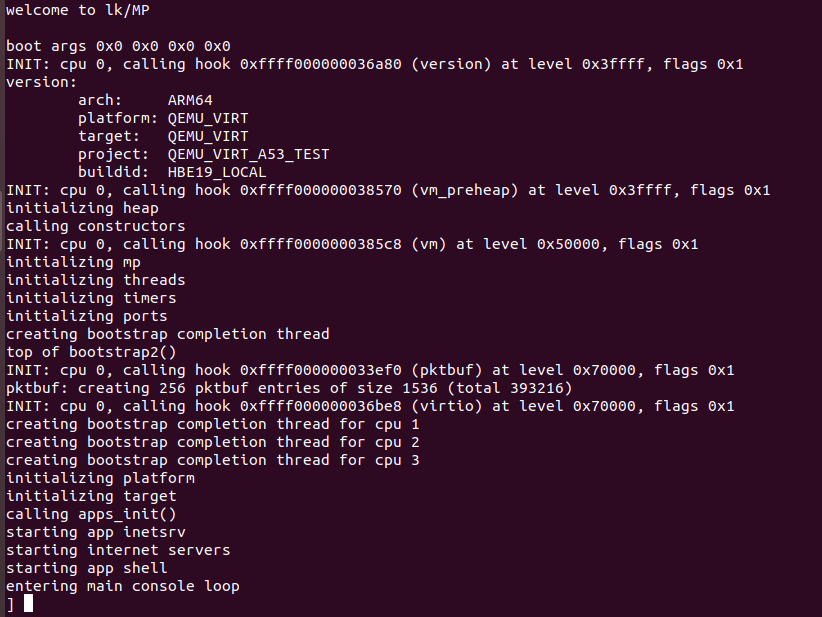 welcome to lk/MP
boot args 0x0 0x0 0x0 0x0
INIT: cpu 0, calling hook 0xffff000000036a80 (version) at level 0x3ffff, flags 0x1
version:
arch: ARM64
platform: QEMU_VIRT
target: QEMU_VIRT
project: QEMU_VIRT_A53_TEST
buildid: HBE19_LOCAL
INIT: cpu 0, calling hook 0xffff000000038570 (vm_preheap) at level 0x3ffff, flags 0x1
initializing heap
calling constructors
INIT: cpu 0, calling hook 0xffff0000000385c8 (vm) at level 0x50000, flags 0x1
initializing mp
initializing threads
initializing timers
initializing ports
creating bootstrap completion thread
top of bootstrap2()
INIT: cpu 0, calling hook 0xffff000000033ef0 (pktbuf) at level 0x70000, flags 0x1
pktbuf: creating 256 pktbuf entries of size 1536 (total 393216)
INIT: cpu 0, calling hook 0xffff000000036be8 (virtio) at level 0x70000, flags 0x1
creating bootstrap completion thread for cpu 1
creating bootstrap completion thread for cpu 2
creating bootstrap completion thread for cpu 3
initializing platform
initializing target
calling apps_init()
starting app inetsrv
starting internet servers
starting app shell
entering main console loop
]